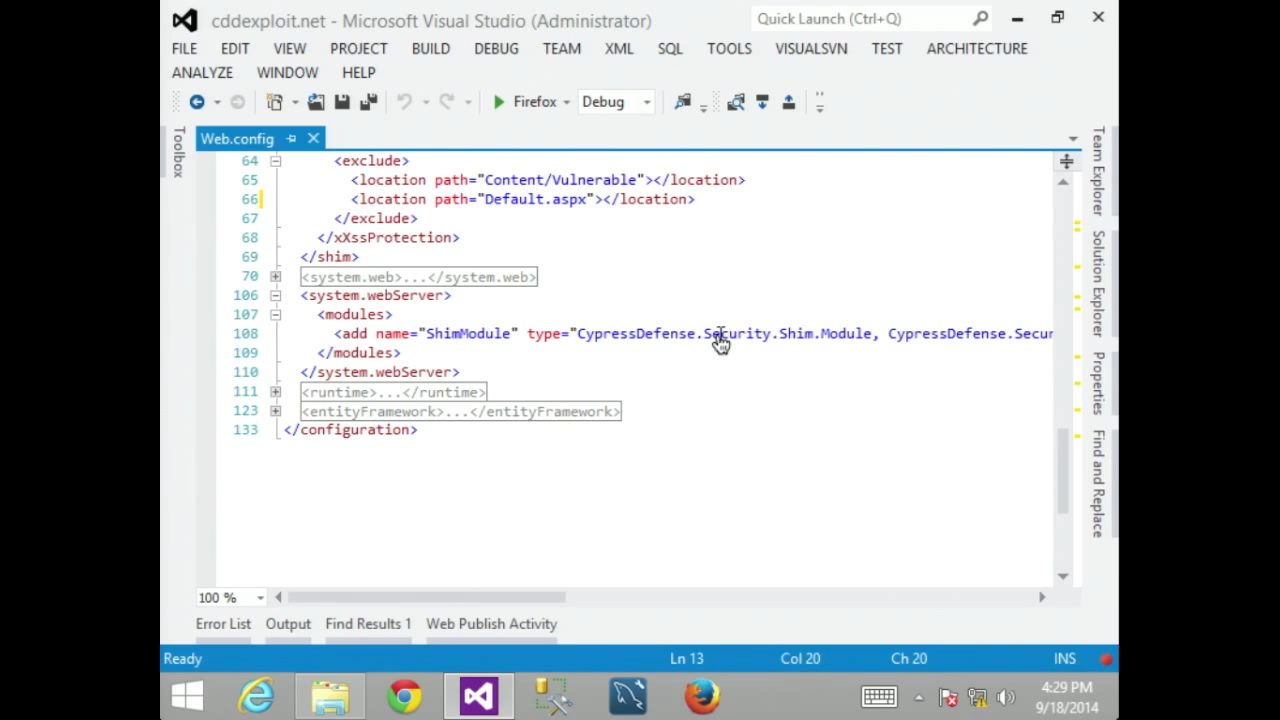 cddexploit.net - Microsoft Visual Studio (Administrator)
Quick Launch (Ctrl+Q)
FILE EDIT VIEW PROJECT BUILD DEBUG TEAM XML SQL TOOLS VISUALSVN TEST ARCHITECTURE
ANALYZE WINDOW HELP
Firefox Debug
Toolbox
Web.config
64 <exclude>
65 <location path="Content/Vulnerable"></location>
66 <location path="Default.aspx"></location>
67 </exclude>
68 </xXssProtection>
69 </shim>
70 <system.web>...</system.web>
106 <system.webServer>
107 <modules>
108 <add name="ShimModule" type="CypressDefense.Security.Shim.Module, CypressDefense.Secur
109 </modules>
110 </system.webServer>
111 <runtime>...</runtime>
123 <entityFramework>...</entityFramework>
133 </configuration>
Team Explorer
Solution Explorer
Properties
Find and Replace
100 %
Error List Output Find Results 1 Web Publish Activity
Ready Ln 13 Col 20 Ch 20 INS
4:29 PM
9/18/2014